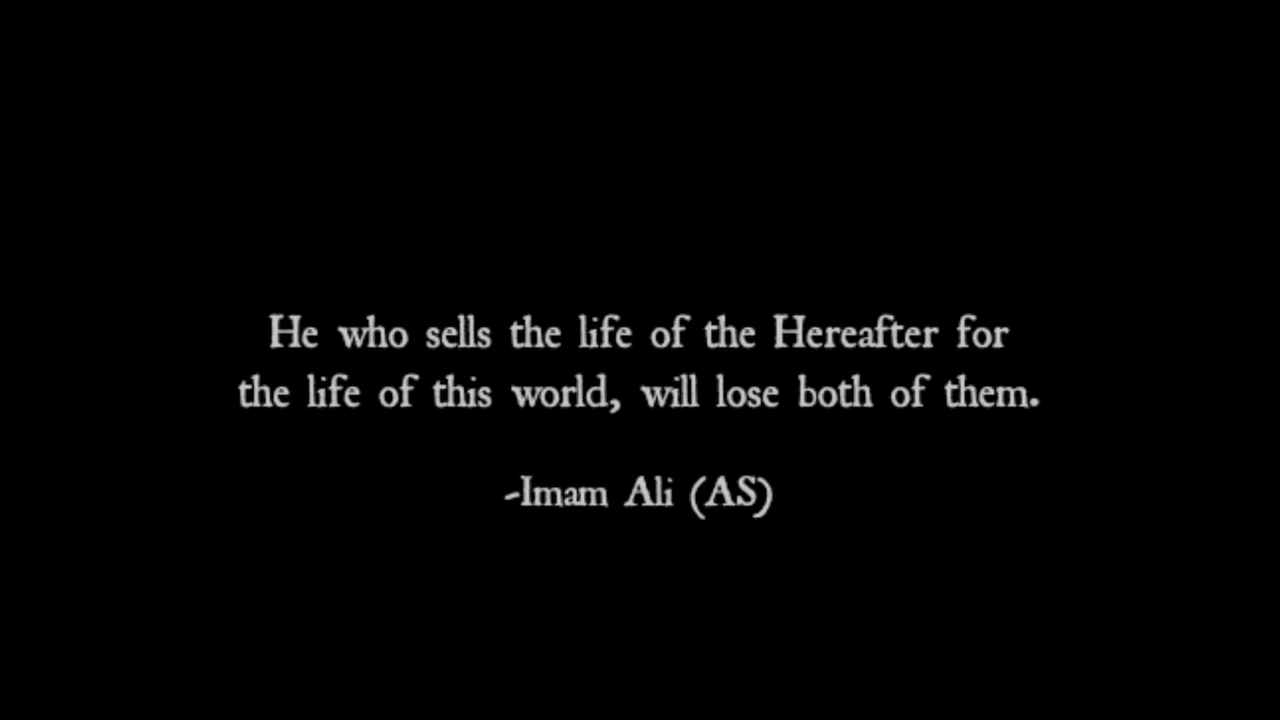 He who sells the life of the Hereafter for
the life of this world, will lose both of them.
-Imam Ali (AS)